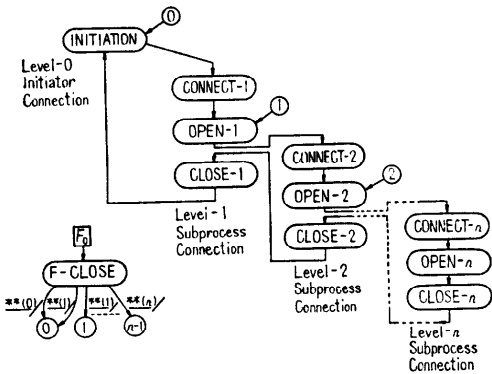 0
INITIATION
Level-0
Initiator
Connection
CONNECT-1
1
OPEN-1
CLOSE-1
Level-1
Subprocess
Connection
CONNECT-2
2
OPEN-2
CLOSE-2
Level-2
Subprocess
Connection
CONNECT-n
OPEN-n
CLOSE-n
Level-n
Subprocess
Connection
F0
F-CLOSE
**(0)/ **(1)/ **(1)/ **(n)/
0 1 n-1